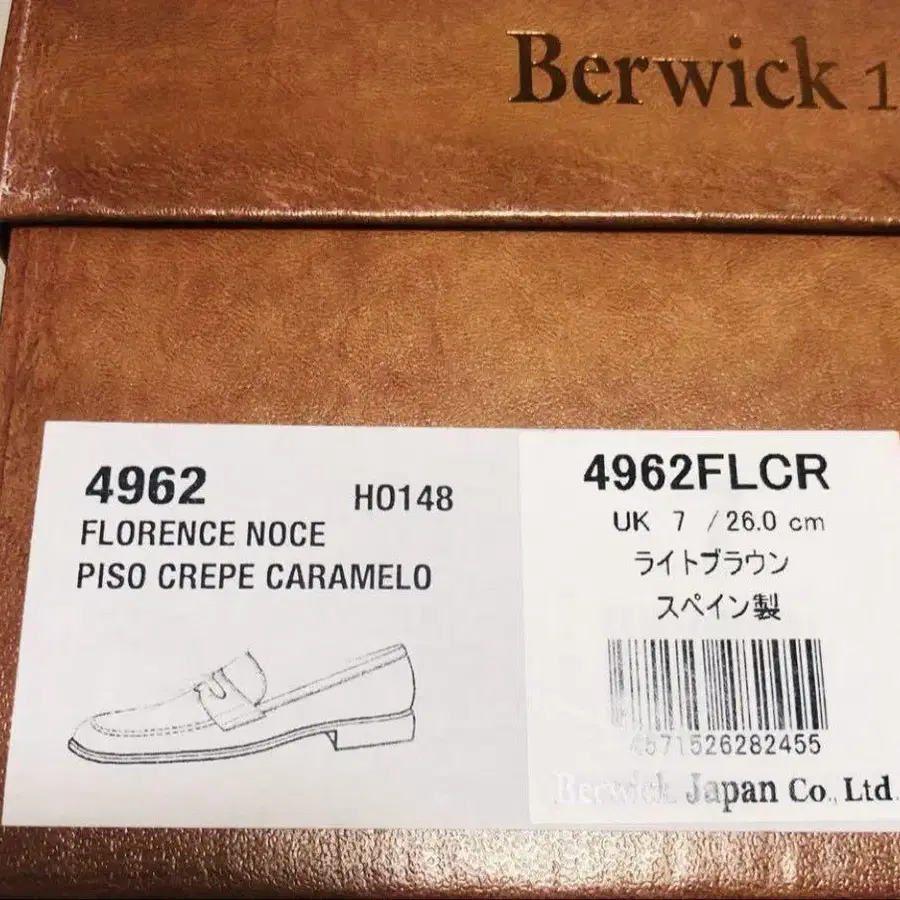 Berwick 1
4962
HO148
FLORENCE NOCE
PISO CREPE CARAMELO
4962FLCR
UK 7 /26.0 cm
ライトブラウン
スペイン製
4571526282455
Berwick Japan Co., Ltd.